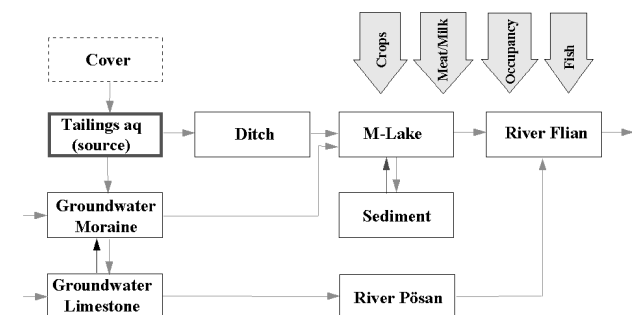 Crops
Meat/Milk
Occupancy
Fish
Cover
Tailings aq
(source)
Ditch
M-Lake
River Flian
Groundwater
Moraine
Sediment
Groundwater
Limestone
River Pösan